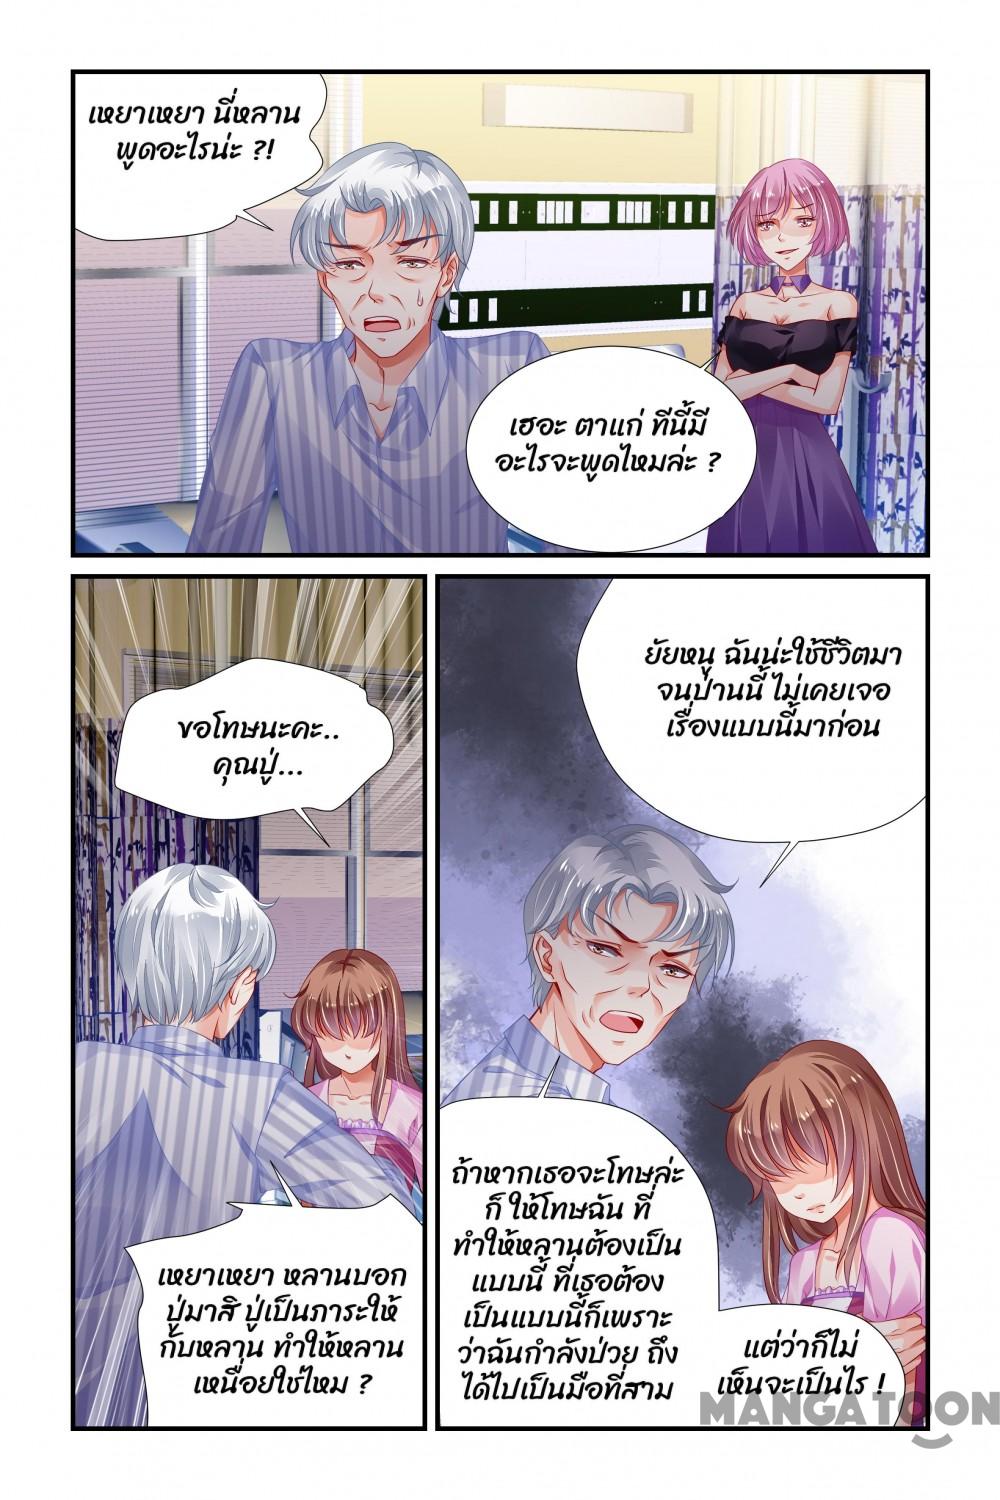 เหยาเหยา นี่หลาน
พูดอะไรน่ะ ?!
เฮอะ ตาแก่ ทีนี้มี
อะไรจะพูดไหมล่ะ ?
ขอโทษนะคะ..
คุณปู่...
เหยาเหยา หลานบอก
ปู่มาสิ ปู่เป็นภาระให้
กับหลาน ทำให้หลาน
เหนื่อยใช่ไหม ?
ยัยหนู ฉันน่ะใช้ชีวิตมา
จนป่านนี้ ไม่เคยเจอ
เรื่องแบบนี้มาก่อน
ถ้าหากเธอจะโทษล่ะ
ก็ ให้โทษฉัน ที่
ทำให้หลานต้องเป็น
แบบนี้ ที่เธอต้อง
เป็นแบบนี้ก็เพราะ
ว่าฉันกำลังป่วย ถึง
ได้ไปเป็นมือที่สาม
แต่ว่าก็ไม่
เห็นจะเป็นไร !
MANGATOON